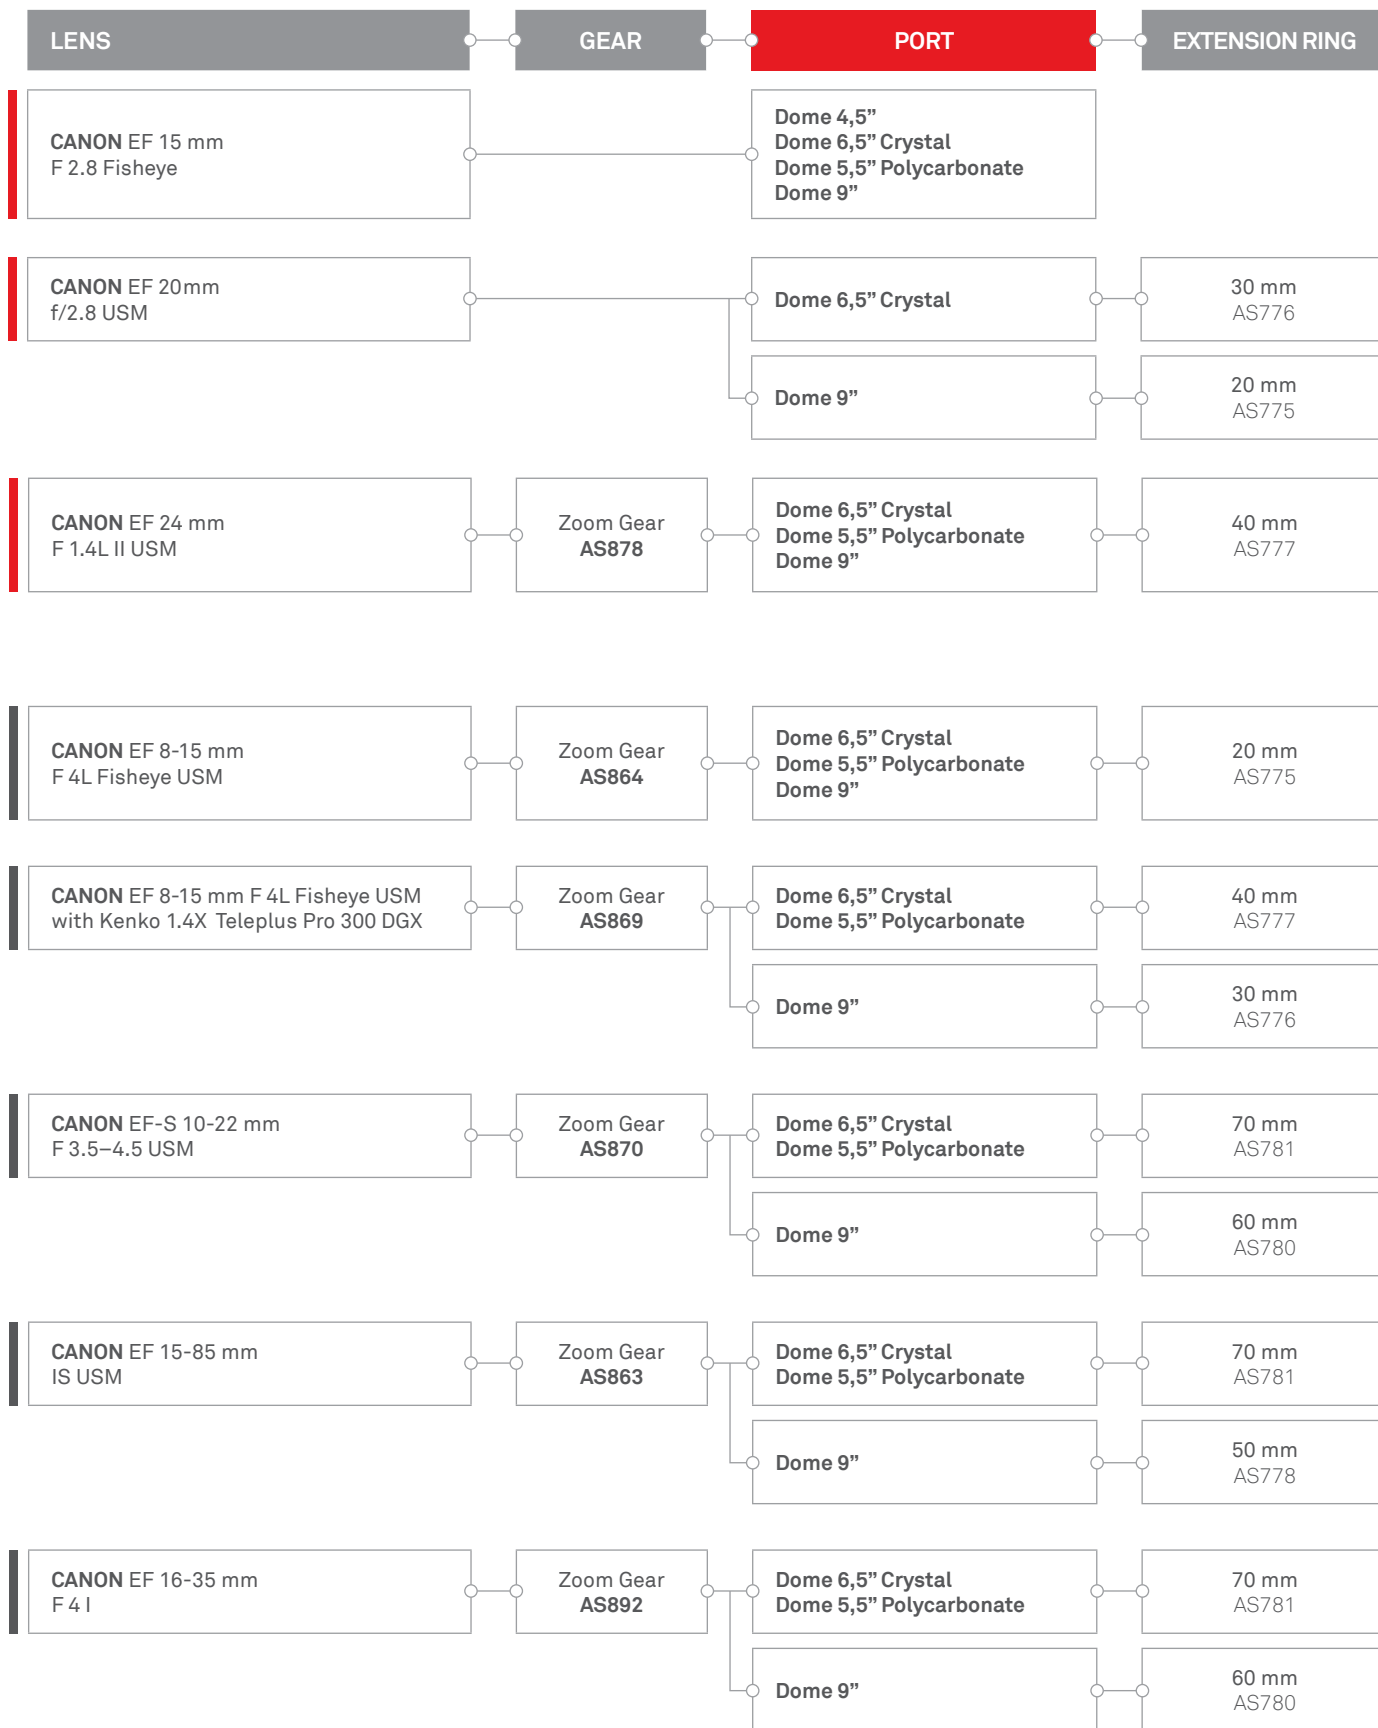 LENS
GEAR
PORT
EXTENSION RING
CANON EF 15 mm
F 2.8 Fisheye
Dome 4,5”
Dome 6,5” Crystal
Dome 5,5” Polycarbonate
Dome 9”
CANON EF 20mm
f/2.8 USM
Dome 6,5” Crystal
30 mm
AS776
Dome 9”
20 mm
AS775
CANON EF 24 mm
F 1.4L II USM
Zoom Gear
AS878
Dome 6,5” Crystal
Dome 5,5” Polycarbonate
Dome 9”
40 mm
AS777
CANON EF 8-15 mm
F 4L Fisheye USM
Zoom Gear
AS864
Dome 6,5” Crystal
Dome 5,5” Polycarbonate
Dome 9”
20 mm
AS775
CANON EF 8-15 mm F 4L Fisheye USM
with Kenko 1.4X Teleplus Pro 300 DGX
Zoom Gear
AS869
Dome 6,5” Crystal
Dome 5,5” Polycarbonate
40 mm
AS777
Dome 9”
30 mm
AS776
CANON EF-S 10-22 mm
F 3.5–4.5 USM
Zoom Gear
AS870
Dome 6,5” Crystal
Dome 5,5” Polycarbonate
70 mm
AS781
Dome 9”
60 mm
AS780
CANON EF 15-85 mm
IS USM
Zoom Gear
AS863
Dome 6,5” Crystal
Dome 5,5” Polycarbonate
70 mm
AS781
Dome 9”
50 mm
AS778
CANON EF 16-35 mm
F 4 I
Zoom Gear
AS892
Dome 6,5” Crystal
Dome 5,5” Polycarbonate
70 mm
AS781
Dome 9”
60 mm
AS780